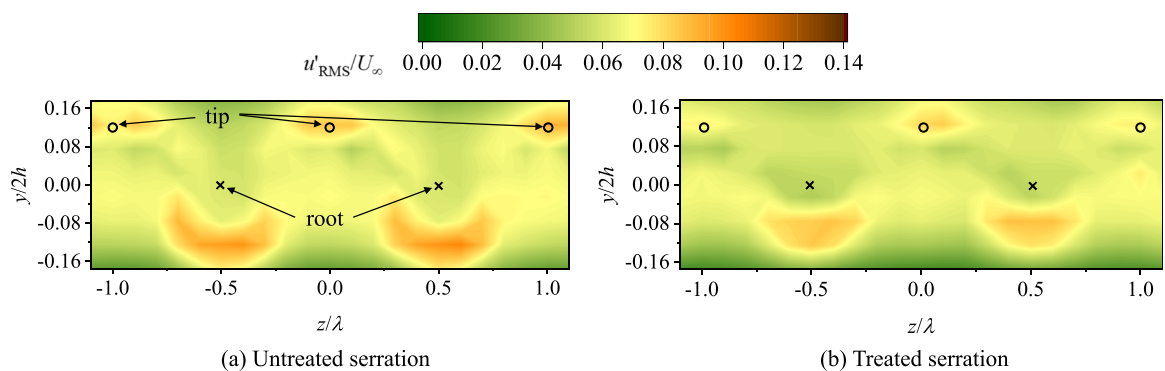 u'RMS/U∞ 0.00 0.02 0.04 0.06 0.08 0.10 0.12 0.14
y/2h
0.16
0.08
0.00
-0.08
-0.16
tip
root
-1.0 -0.5 0.0 0.5 1.0
z/λ
(a) Untreated serration
y/2h
0.16
0.08
0.00
-0.08
-0.16
-1.0 -0.5 0.0 0.5 1.0
z/λ
(b) Treated serration